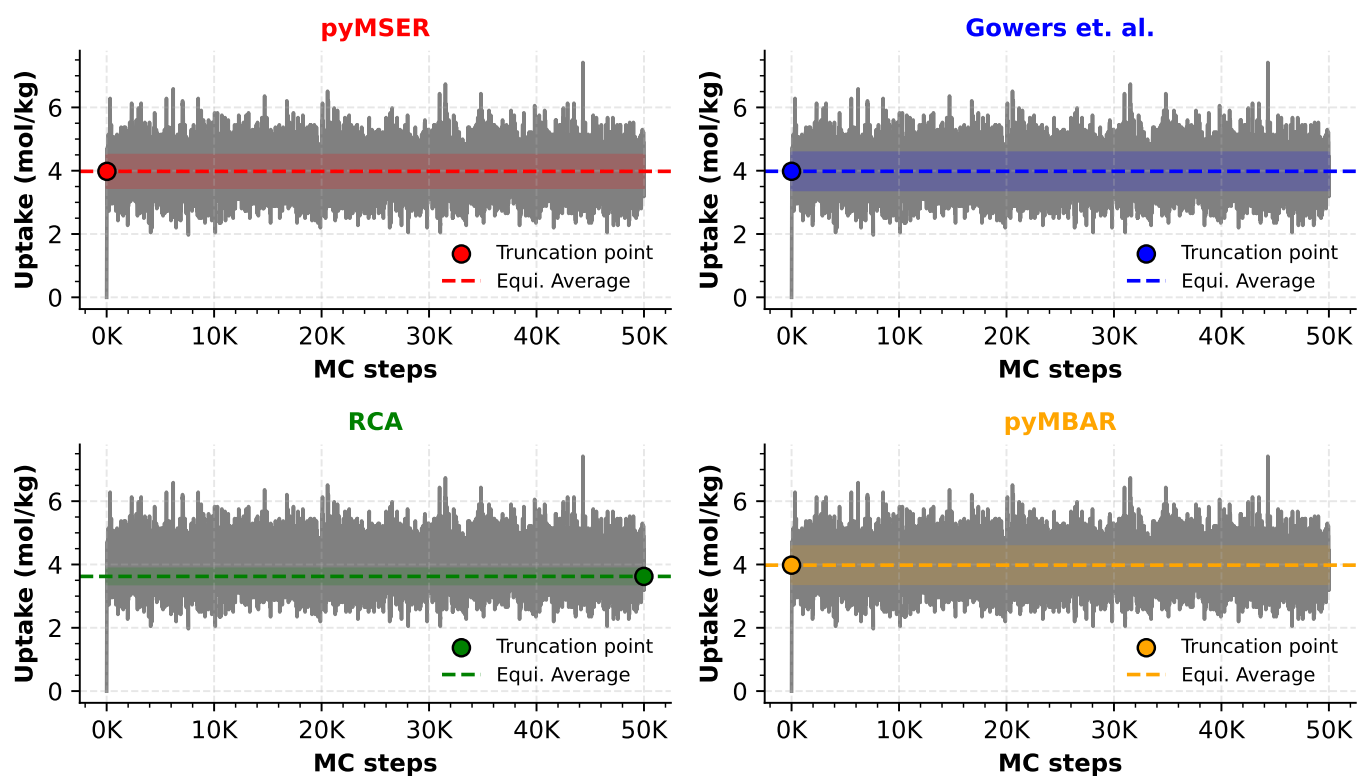 pyMSER
Uptake (mol/kg)
6
4
2
0
Truncation point
Equi. Average
0K 10K 20K 30K 40K 50K
MC steps
Gowers et. al.
Uptake (mol/kg)
6
4
2
0
Truncation point
Equi. Average
0K 10K 20K 30K 40K 50K
MC steps
RCA
Uptake (mol/kg)
6
4
2
0
Truncation point
Equi. Average
0K 10K 20K 30K 40K 50K
MC steps
pyMBAR
Uptake (mol/kg)
6
4
2
0
Truncation point
Equi. Average
0K 10K 20K 30K 40K 50K
MC steps